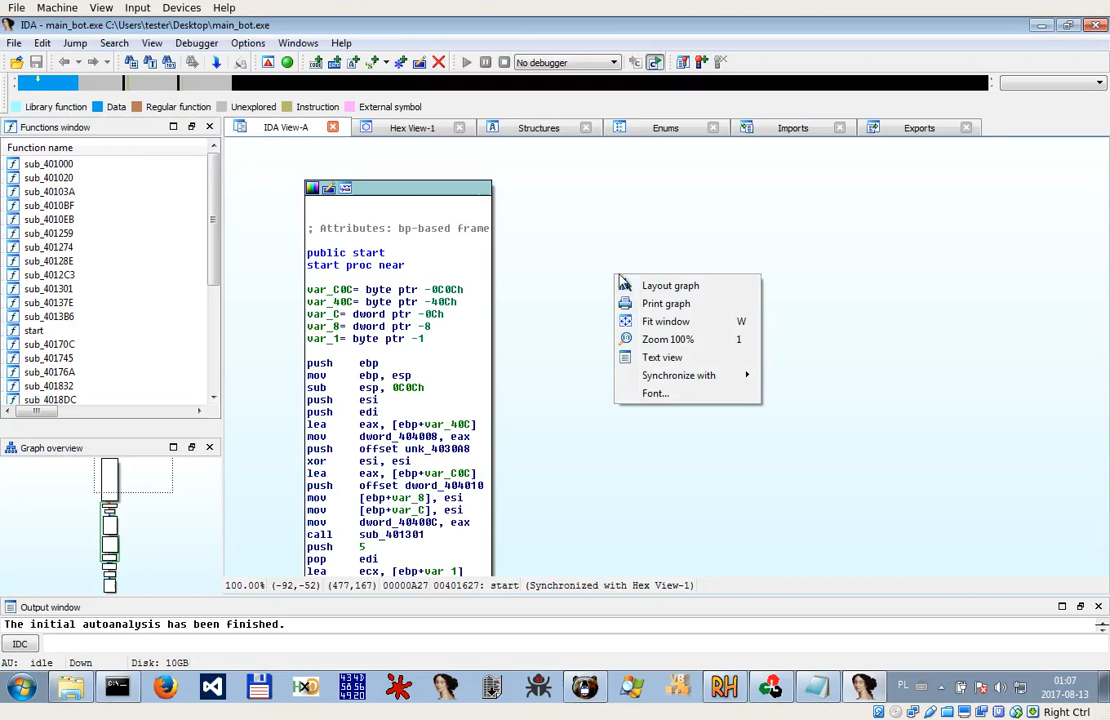 File Machine View Input Devices Help
IDA - main_bot.exe C:\Users\tester\Desktop\main_bot.exe
File Edit Jump Search View Debugger Options Windows Help
No debugger
Library function Data Regular function Unexplored Instruction External symbol
Functions window
IDA View-A Hex View-1 Structures Enums Imports Exports
Function name
sub_401000
sub_401020
sub_40103A
sub_4010BF
sub_4010EB
sub_401259
sub_401274
sub_40128E
sub_4012C3
sub_401301
sub_40137E
sub_4013B6
start
sub_40170C
sub_401745
sub_40176A
sub_401832
sub_4018DC
Graph overview
; Attributes: bp-based frame
public start
start proc near
var_C0C= byte ptr -0C0Ch
var_40C= byte ptr -40Ch
var_C= dword ptr -0Ch
var_8= dword ptr -8
var_1= byte ptr -1
push ebp
mov ebp, esp
sub esp, 0C0Ch
push esi
push edi
lea eax, [ebp+var_40C]
mov dword_404008, eax
push offset unk_4030A8
xor esi, esi
lea eax, [ebp+var_C0C]
push offset dword_404010
mov [ebp+var_8], esi
mov [ebp+var_C], esi
mov dword_40400C, eax
call sub_401301
push 5
pop edi
lea ecx, [ebp+var_1]
Layout graph
Print graph
Fit window W
Zoom 100% 1
Text view
Synchronize with
Font...
100.00% (-92,-52) (477,167) 00000A27 00401627: start (Synchronized with Hex View-1)
Output window
The initial autoanalysis has been finished.
IDC
AU: idle Down Disk: 10GB
RH
PL
01:07
2017-08-13
Right Ctrl